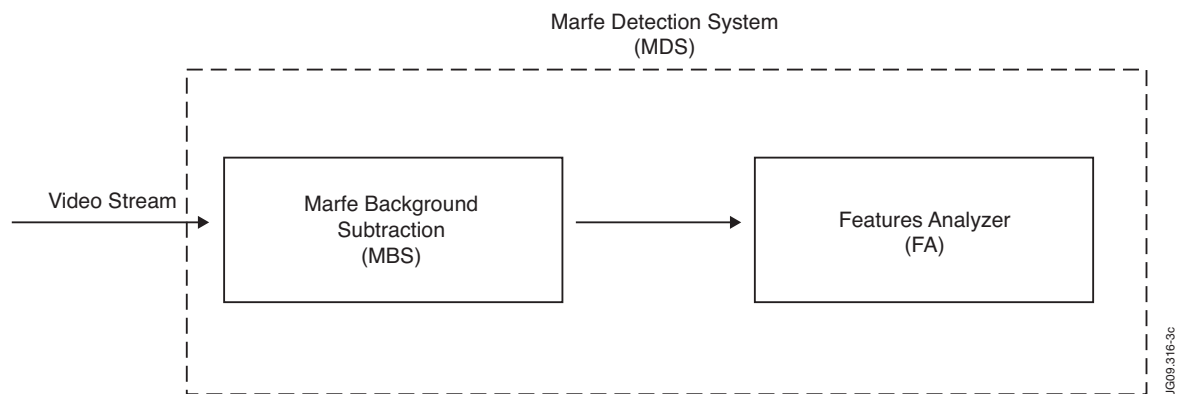 Marfe Detection System
(MDS)
Video Stream
Marfe Background
Subtraction
(MBS)
Features Analyzer
(FA)
JG09.316-3c